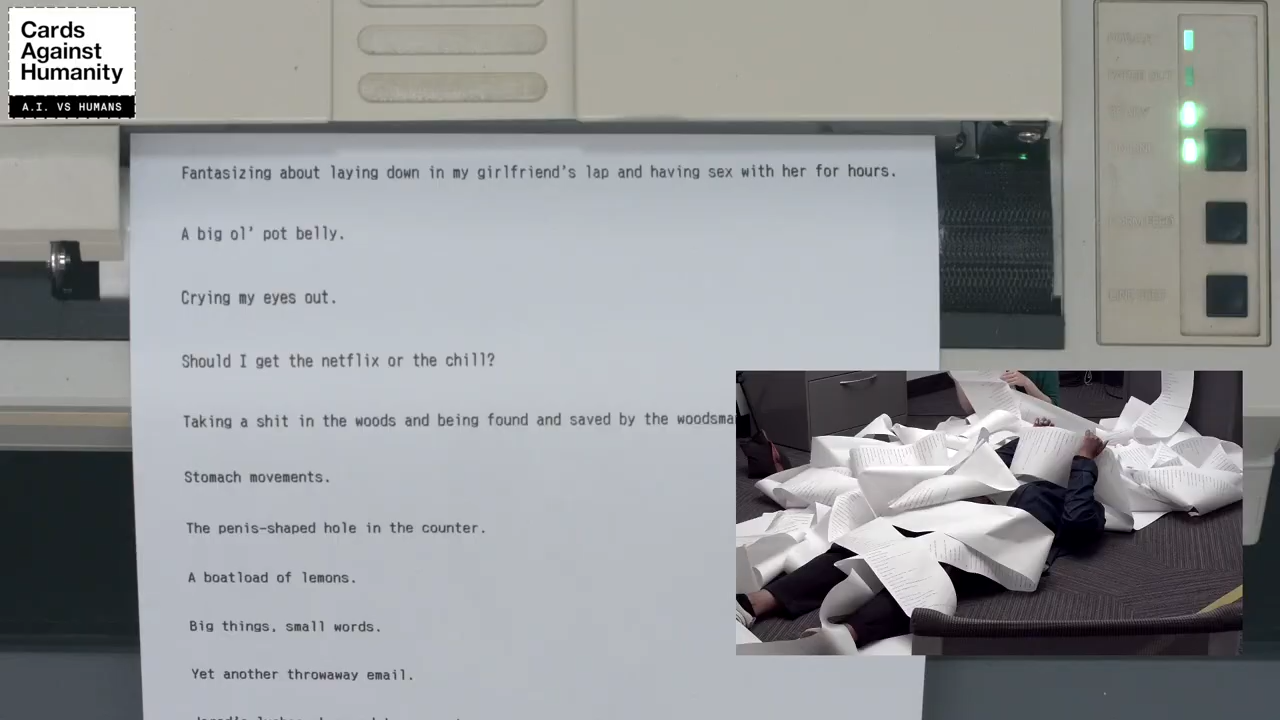 Cards
Against
Humanity
A.I. VS HUMANS
Fantasizing about laying down in my girlfriend's lap and having sex with her for hours.
A big ol' pot belly.
Crying my eyes out.
Should I get the netflix or the chill?
Taking a shit in the woods and being found and saved by the
Stomach movements.
The penis-shaped hole in the counter.
A boatload of lemons.
Big things, small words.
Yet another throwaway email.